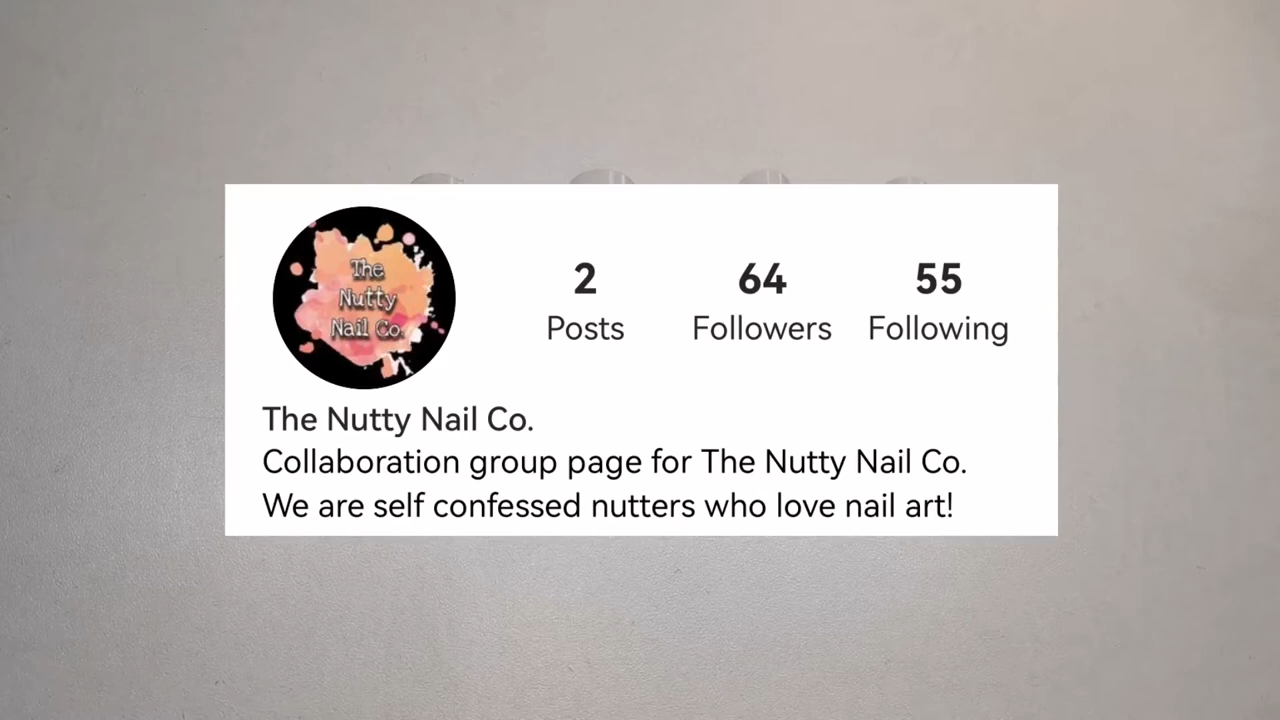 The
Nutty
Nail Co.
2
Posts
64
Followers
55
Following
The Nutty Nail Co.
Collaboration group page for The Nutty Nail Co.
We are self confessed nutters who love nail art!